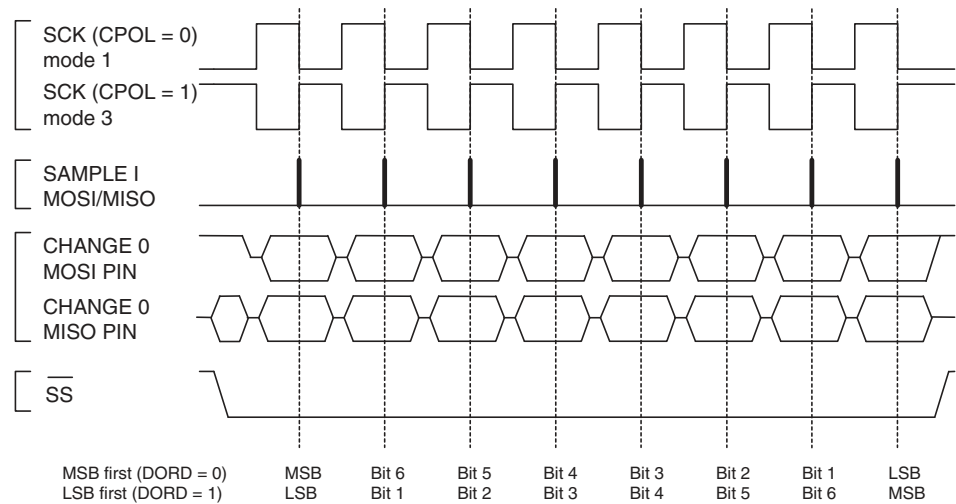 SCK (CPOL = 0)
mode 1
SCK (CPOL = 1)
mode 3
SAMPLE I
MOSI/MISO
CHANGE 0
MOSI PIN
CHANGE 0
MISO PIN
SS
MSB first (DORD = 0) MSB Bit 6 Bit 5 Bit 4 Bit 3 Bit 2 Bit 1 LSB
LSB first (DORD = 1) LSB Bit 1 Bit 2 Bit 3 Bit 4 Bit 5 Bit 6 MSB